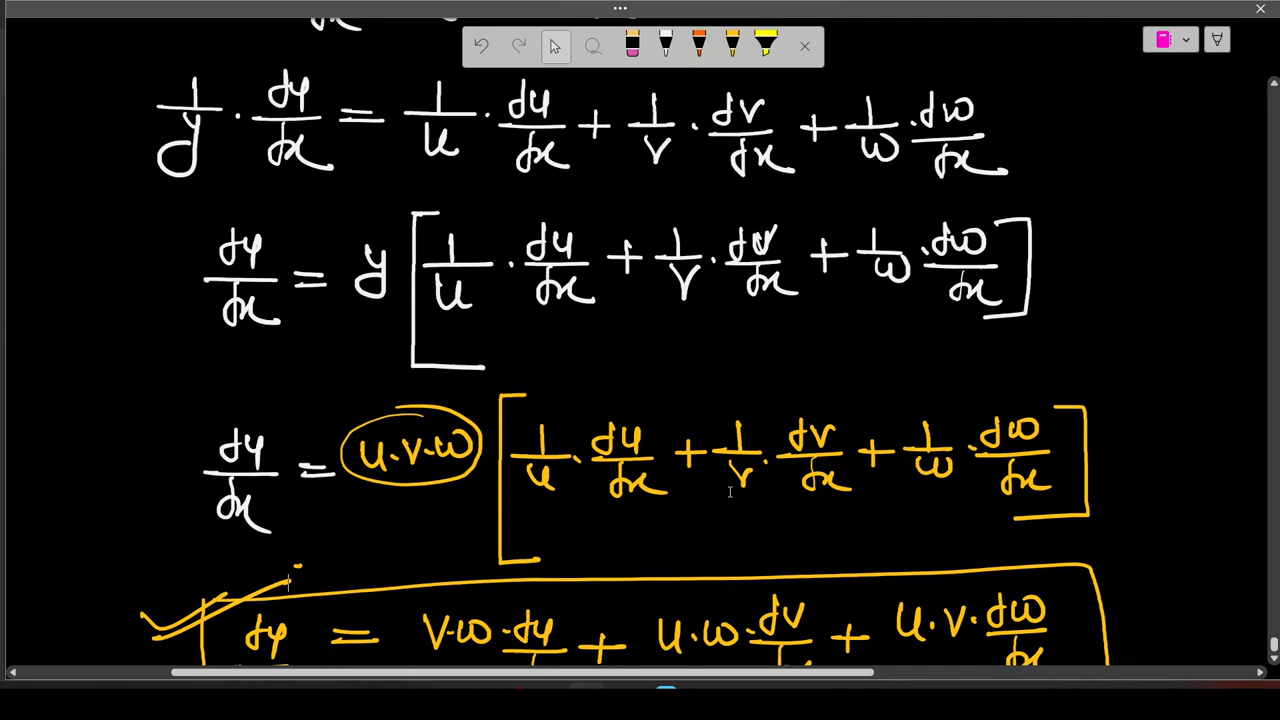 1/y · dy/dx = 1/u · du/dx + 1/v · dv/dx + 1/w · dw/dx
dy/dx = y [1/u · du/dx + 1/v · dv/dx + 1/w · dw/dx]
dy/dx = u·v·w [1/u · du/dx + 1/v · dv/dx + 1/w · dw/dx]
dy = v·w · du + u·w · dv/dx + u·v · dw/dx